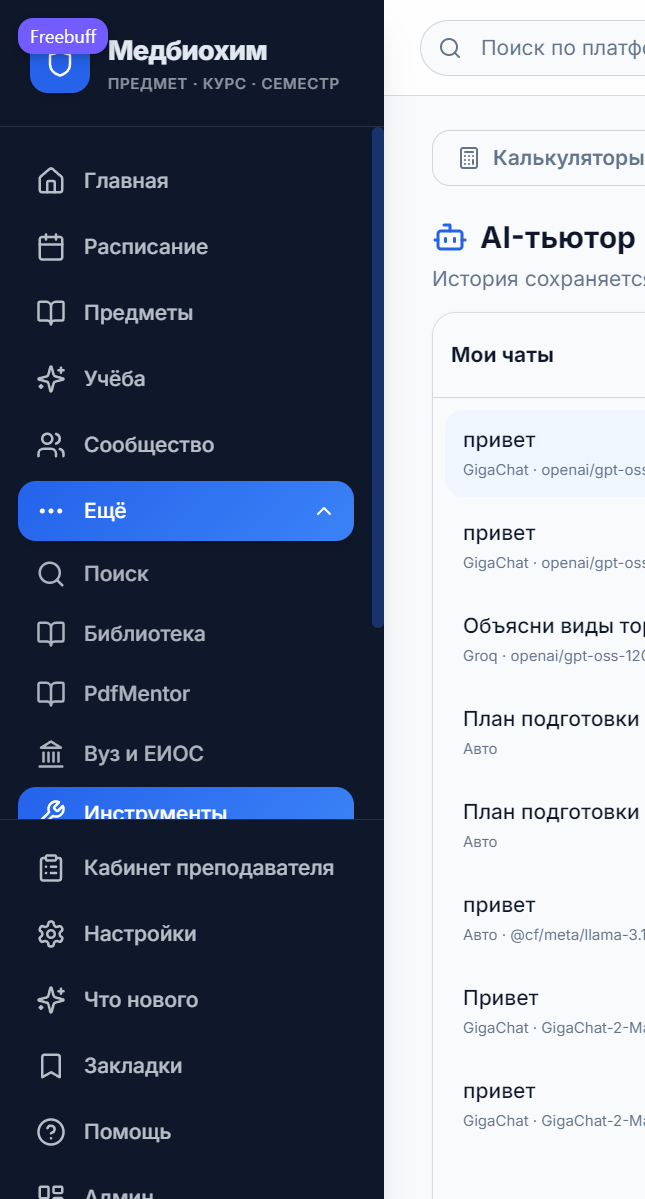 Freebuff
Медбиохим
ПРЕДМЕТ · КУРС · СЕМЕСТР
Главная
Расписание
Предметы
Учёба
Сообщество
Ещё
Поиск
Библиотека
PdfMentor
Вуз и ЕИОС
Инструменты
Кабинет преподавателя
Настройки
Что нового
Закладки
Помощь
Админ
Поиск по платфо
Калькуляторы
AI-тьютор
История сохраняется
Мои чаты
привет
GigaChat · openai/gpt-oss
привет
GigaChat · openai/gpt-oss
Объясни виды тор
Groq · openai/gpt-oss-120
План подготовки
Авто
План подготовки
Авто
привет
Авто · @cf/meta/llama-3.1
Привет
GigaChat · GigaChat-2-Ma
привет
GigaChat · GigaChat-2-Ma